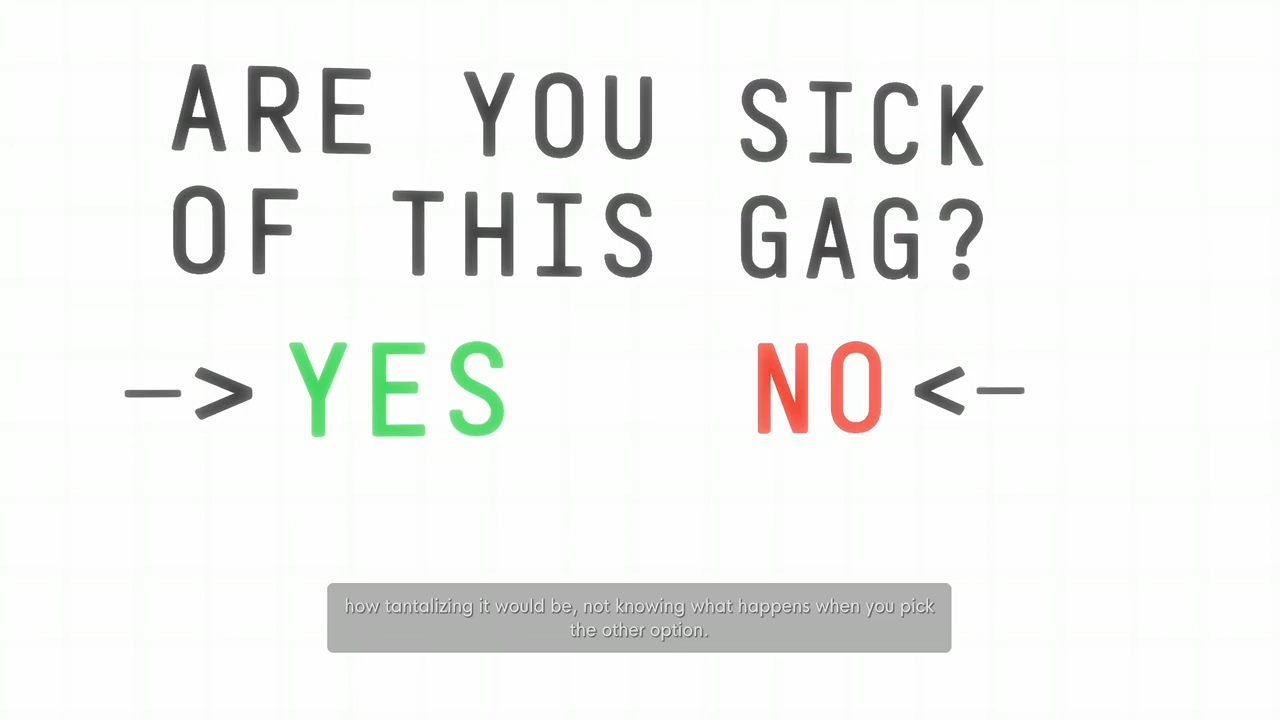 ARE YOU SICK
OF THIS GAG?
—> YES NO <—
how tantalizing it would be, not knowing what happens when you pick
the other option.